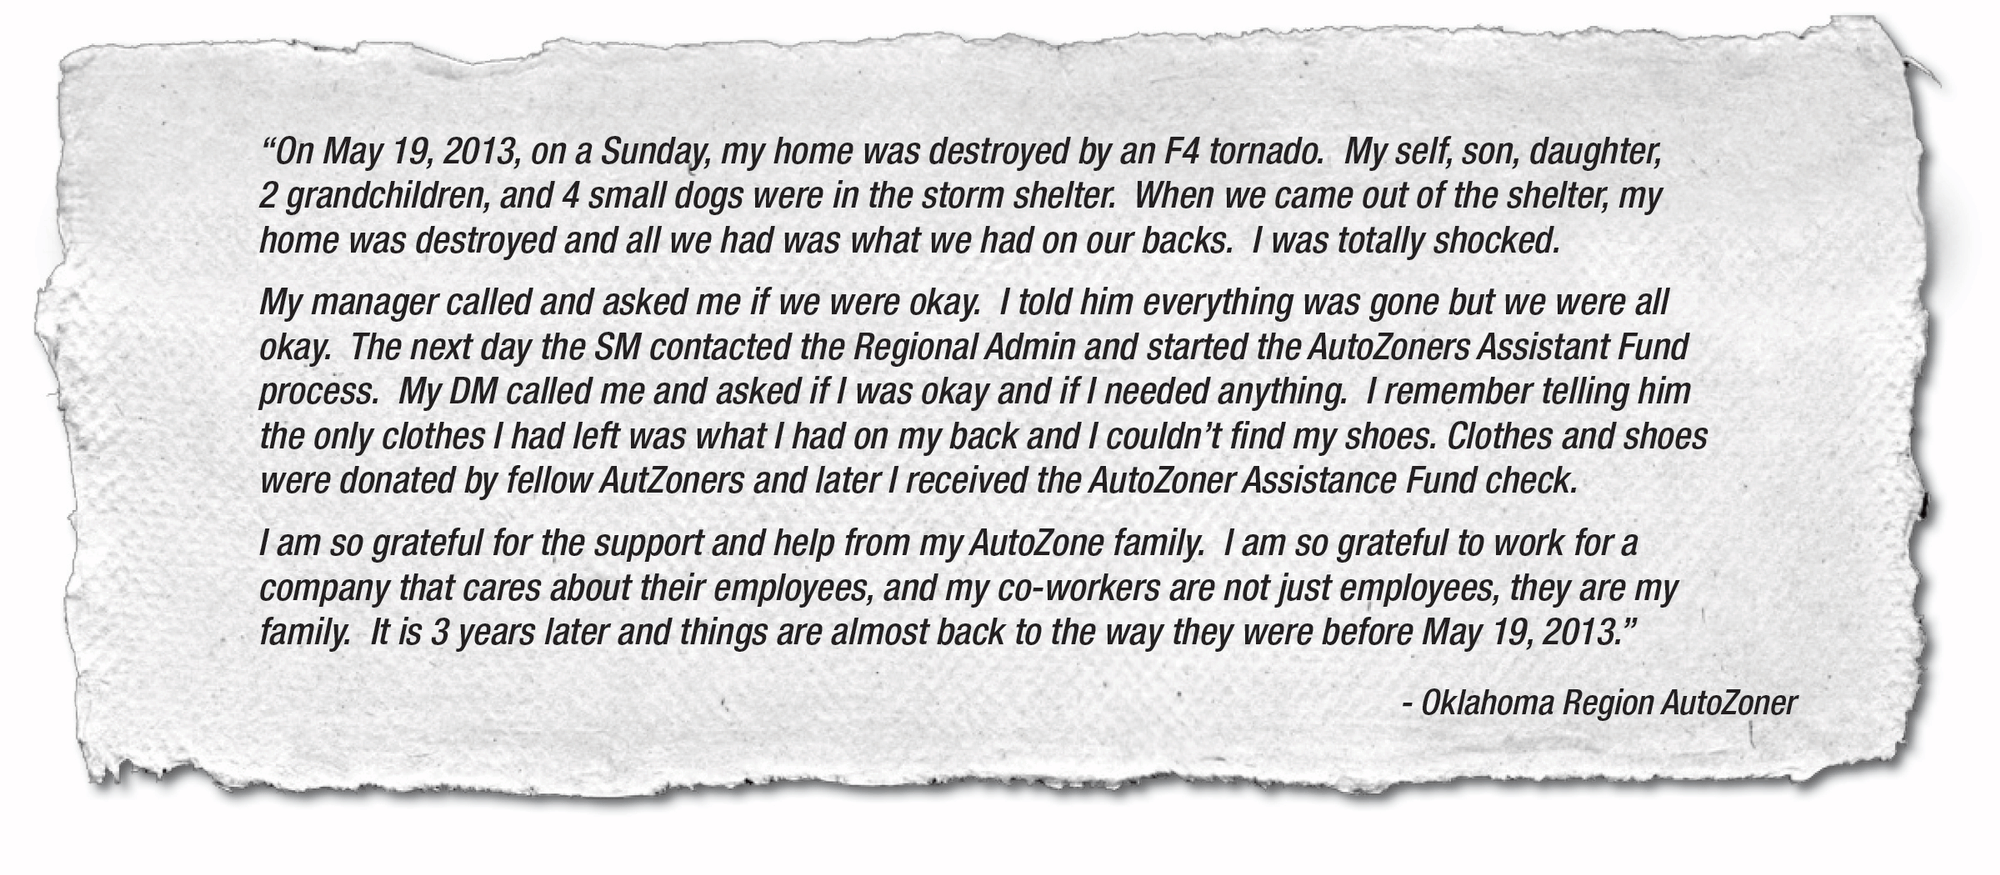 “On May 19, 2013, on a Sunday, my home was destroyed by an F4 tornado.  My self, son, daughter,
2 grandchildren, and 4 small dogs were in the storm shelter.  When we came out of the shelter, my
home was destroyed and all we had was what we had on our backs.  I was totally shocked.
My manager called and asked me if we were okay.  I told him everything was gone but we were all
okay.  The next day the SM contacted the Regional Admin and started the AutoZoners Assistant Fund
process.  My DM called me and asked if I was okay and if I needed anything.  I remember telling him
the only clothes I had left was what I had on my back and I couldn’t find my shoes. Clothes and shoes
were donated by fellow AutZoners and later I received the AutoZoner Assistance Fund check.
I am so grateful for the support and help from my AutoZone family.  I am so grateful to work for a
company that cares about their employees, and my co-workers are not just employees, they are my
family.  It is 3 years later and things are almost back to the way they were before May 19, 2013.”
- Oklahoma Region AutoZoner